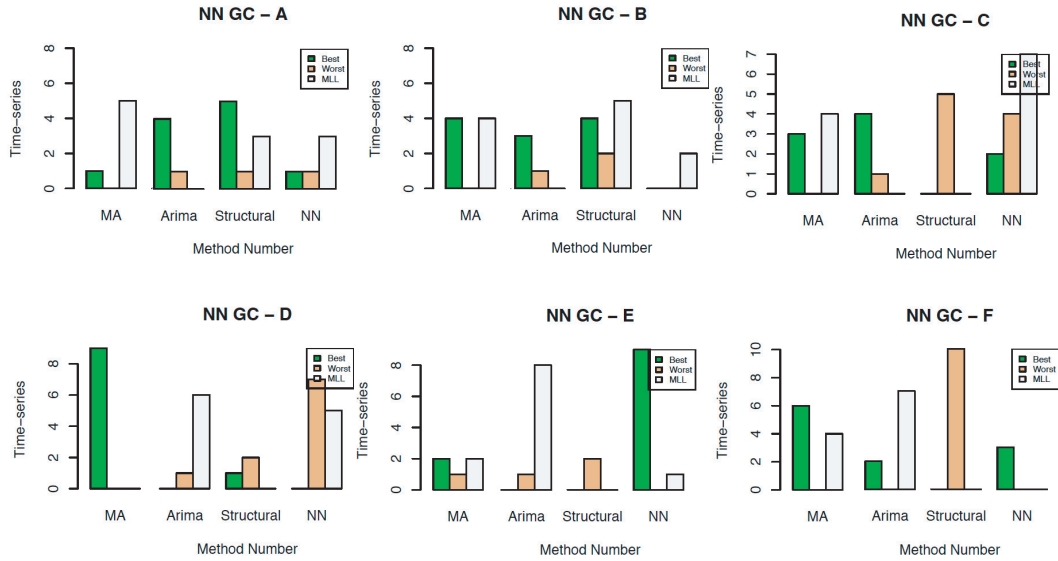 NN GC – A
Time−series
8
6
4
2
0
Best
Worst
MLL
MA Arima Structural NN
Method Number
NN GC – B
Time−series
8
6
4
2
0
Best
Worst
MLL
MA Arima Structural NN
Method Number
NN GC – C
Time−series
7
6
5
4
3
2
1
0
Best
Worst
MLL
MA Arima Structural NN
Method Number
NN GC – D
Time−series
8
6
4
2
0
Best
Worst
MLL
MA Arima Structural NN
Method Number
NN GC – E
Time−series
8
6
4
2
0
Best
Worst
MLL
MA Arima Structural NN
Method Number
NN GC – F
Time−series
10
8
6
4
2
0
Best
Worst
MLL
MA Arima Structural NN
Method Number